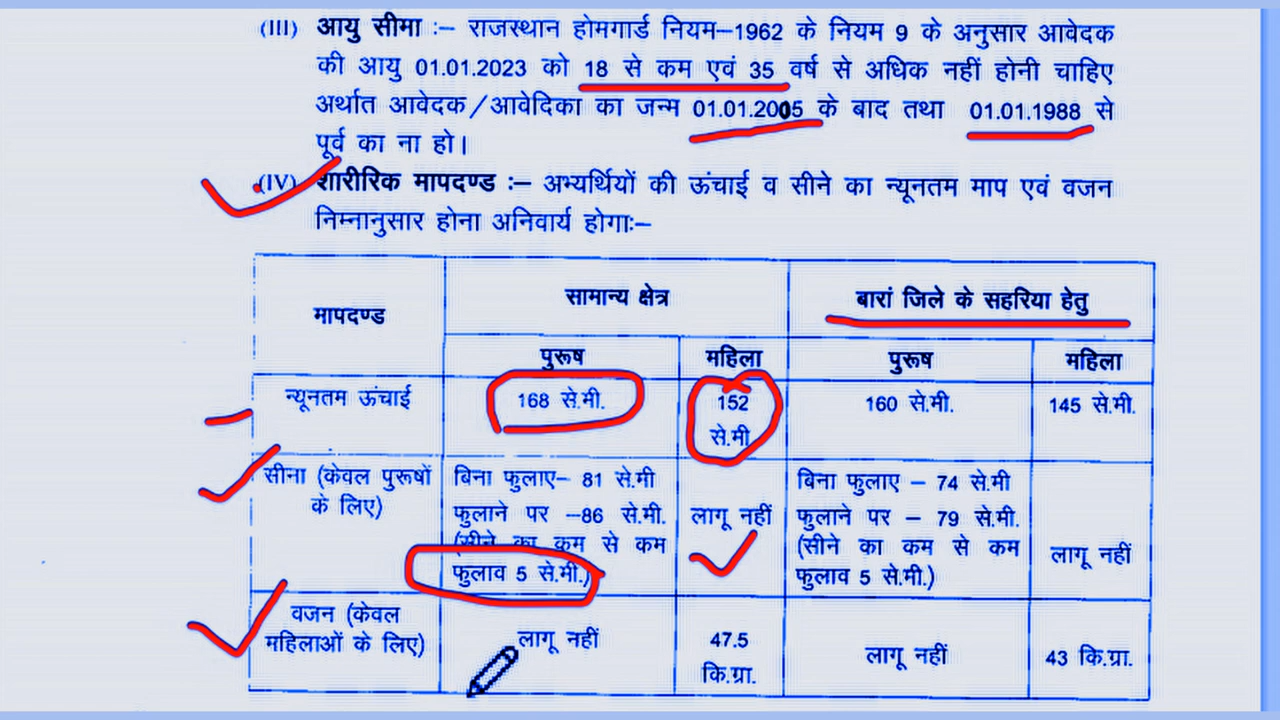 (III) आयु सीमा :– राजस्थान होमगार्ड नियम–1962 के नियम 9 के अनुसार आवेदक
की आयु 01.01.2023 को 18 से कम एवं 35 वर्ष से अधिक नहीं होनी चाहिए
अर्थात आवेदक/आवेदिका का जन्म 01.01.2005 के बाद तथा 01.01.1988 से
पूर्व का ना हो।
(IV) शारीरिक मापदण्ड :– अभ्यर्थियों की ऊंचाई व सीने का न्यूनतम माप एवं वजन
निम्नानुसार होना अनिवार्य होगाः–
मापदण्ड सामान्य क्षेत्र बारां जिले के सहरिया हेतु
पुरूष महिला पुरूष महिला
न्यूनतम ऊंचाई 168 से.मी. 152 160 से.मी. 145 से.मी.
से.मी
सीना (केवल पुरूषों बिना फुलाए– 81 से.मी बिना फुलाए – 74 से.मी
के लिए) फुलाने पर –86 से.मी. लागू नहीं फुलाने पर – 79 से.मी.
(सीने का कम से कम (सीने का कम से कम लागू नहीं
फुलाव 5 से.मी.) फुलाव 5 से.मी.)
वजन (केवल
महिलाओं के लिए) लागू नहीं 47.5 लागू नहीं 43 कि.ग्रा.
कि.ग्रा.